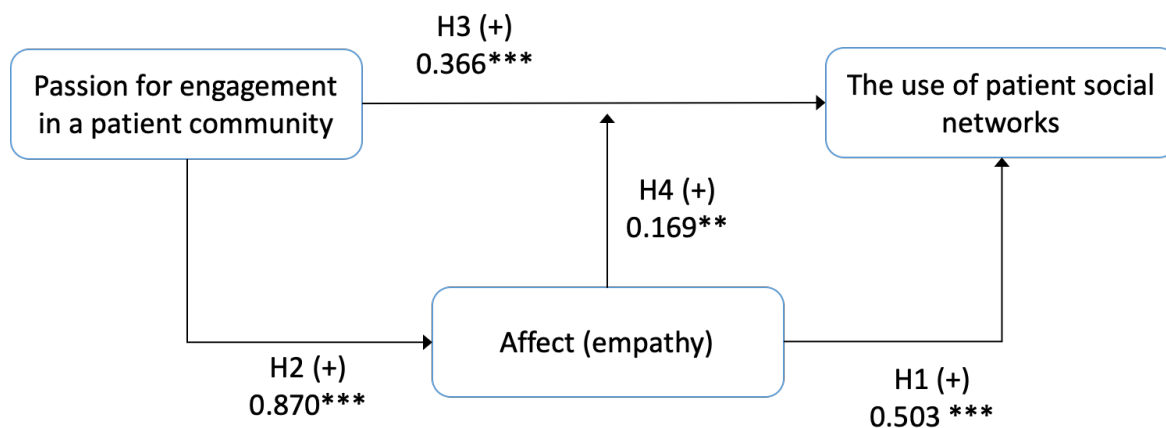 H3 (+)
0.366***
Passion for engagement
in a patient community
The use of patient social
networks
H4 (+)
0.169**
Affect (empathy)
H2 (+)
0.870***
H1 (+)
0.503 ***